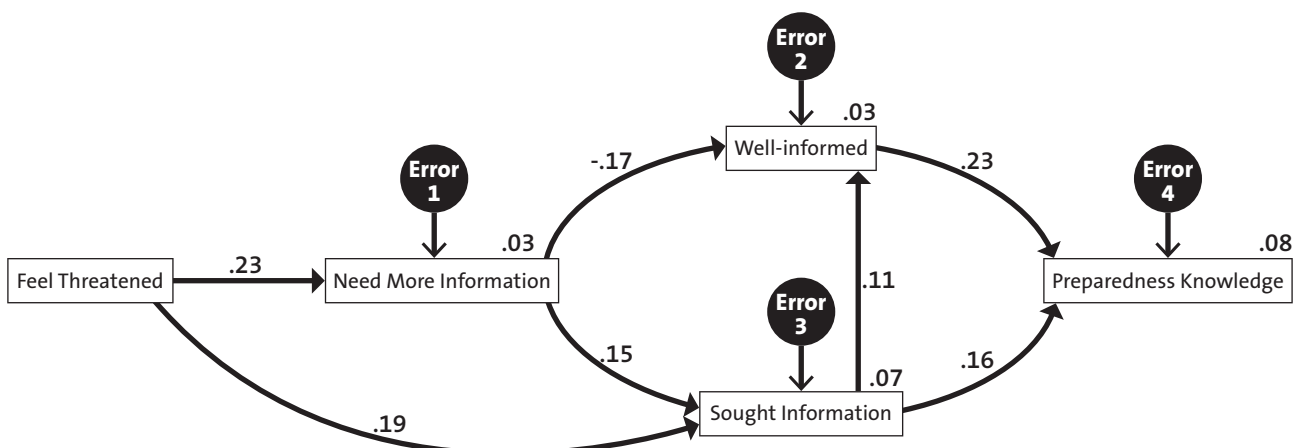 Error
2
.03
Well-informed
-.17
.23
Error
1
Error
4
.03
.08
Feel Threatened
.23
Need More Information
Preparedness Knowledge
.11
Error
3
.15
.16
.07
Sought Information
.19